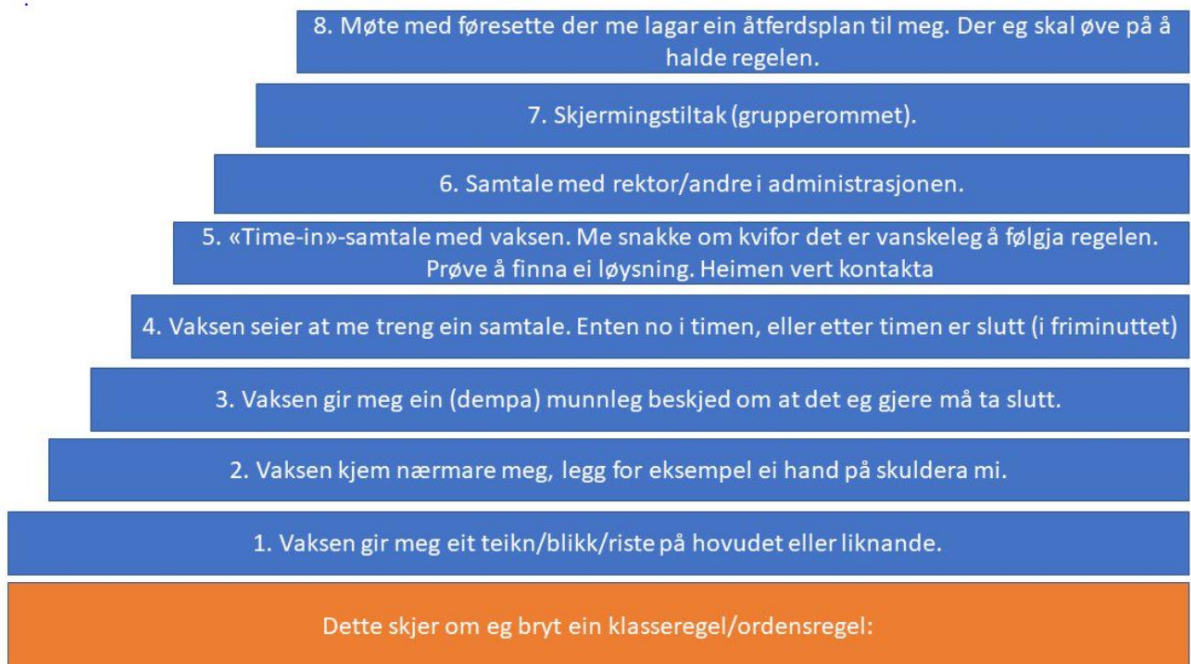 8. Møte med føresette der me lagar ein åtferdsplan til meg. Der eg skal øve på å
halde regelen.
7. Skjermingstiltak (grupperommet).
6. Samtale med rektor/andre i administrasjonen.
5. «Time-in»-samtale med vaksen. Me snakke om kvifor det er vanskeleg å følgja regelen.
Prøve å finna ei løysning. Heimen vert kontakta
4. Vaksen seier at me treng ein samtale. Enten no i timen, eller etter timen er slutt (i friminuttet)
3. Vaksen gir meg ein (dempa) munnleg beskjed om at det eg gjere må ta slutt.
2. Vaksen kjem nærmare meg, legg for eksempel ei hand på skuldera mi.
1. Vaksen gir meg eit teikn/blikk/riste på hovudet eller liknande.
Dette skjer om eg bryt ein klasseregel/ordensregel: